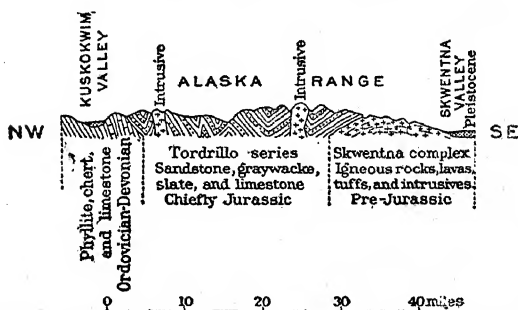 KUSKOKWIM
VALLEY
Intrusive
ALASKA RANGE
Intrusive
SKWENTNA
VALLEY
Pleistocene
NW
SE
Phyllite, chert,
and limestone
Ordovician-Devonian
Tordrillo series
Sandstone, graywacke,
slate, and limestone
Chiefly Jurassic
Skwentna complex
Igneous rocks, lavas,
tuffs, and intrusives.
Pre-Jurassic
0 10 20 30 40 miles